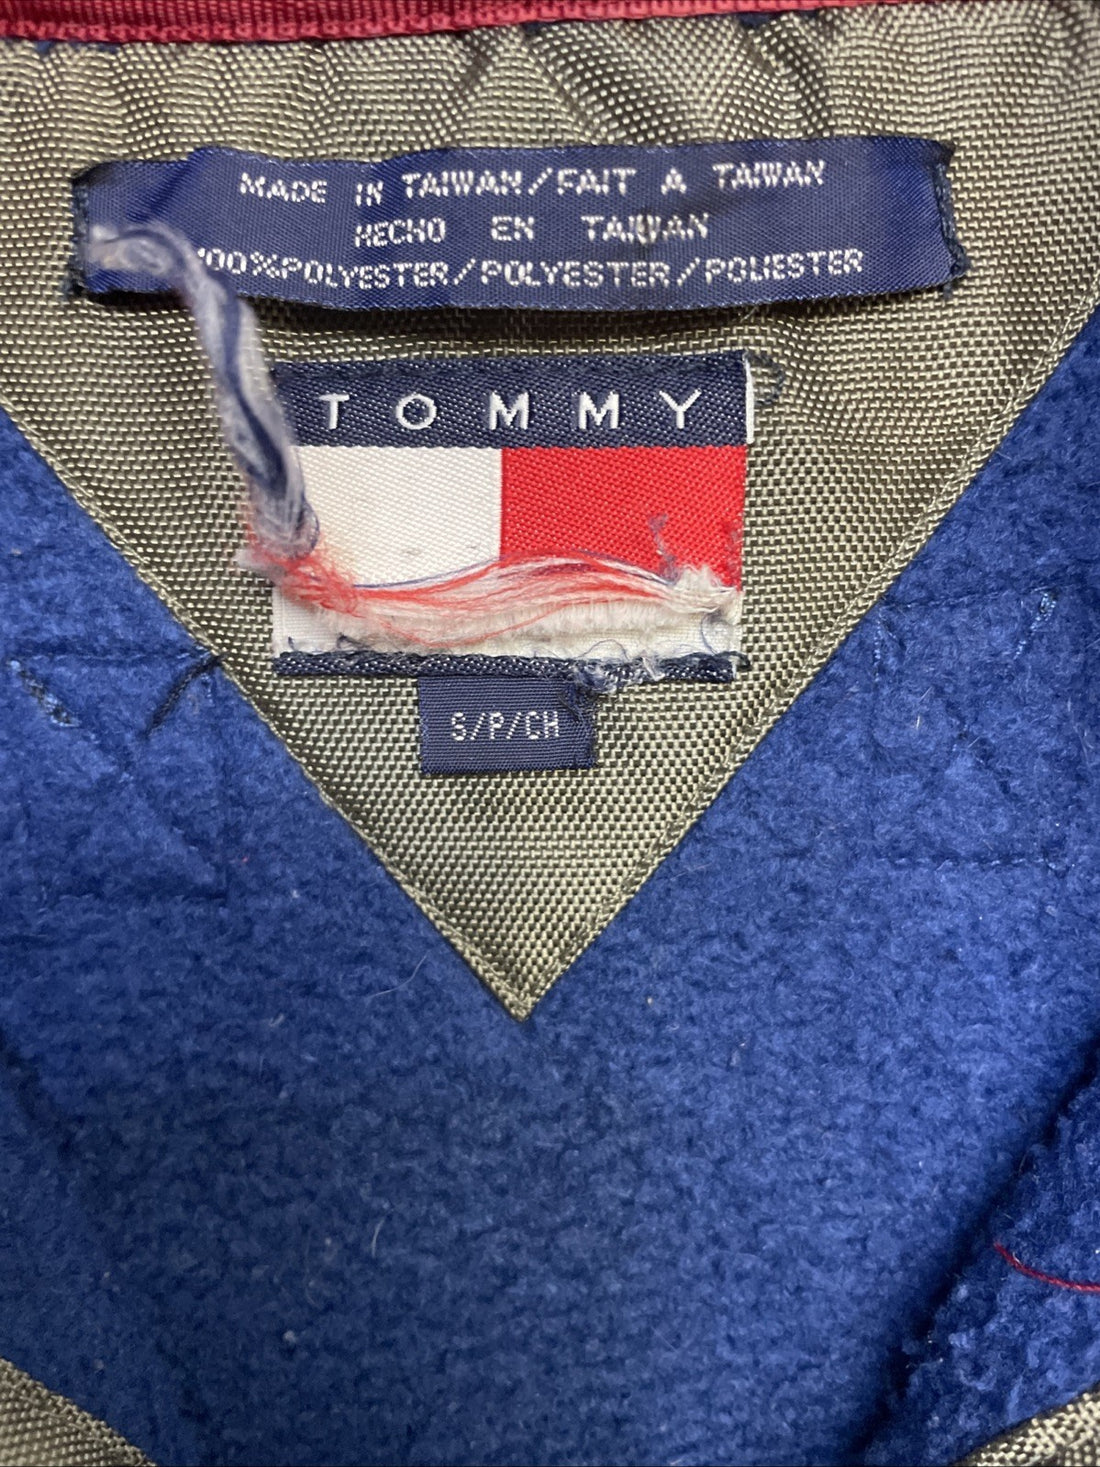 MADE IN TAIWAN/FAIT A TAIWAN
HECHO EN TAIWAN
100%POLYESTER/POLYESTER/POLIESTER
TOMMY
S/P/CH